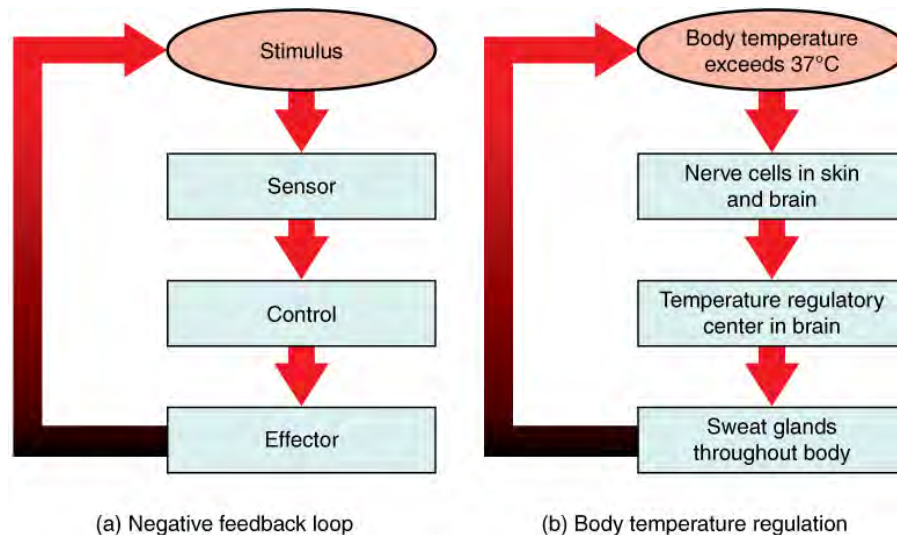 Stimulus
Sensor
Control
Effector
(a) Negative feedback loop
Body temperature
exceeds 37°C
Nerve cells in skin
and brain
Temperature regulatory
center in brain
Sweat glands
throughout body
(b) Body temperature regulation